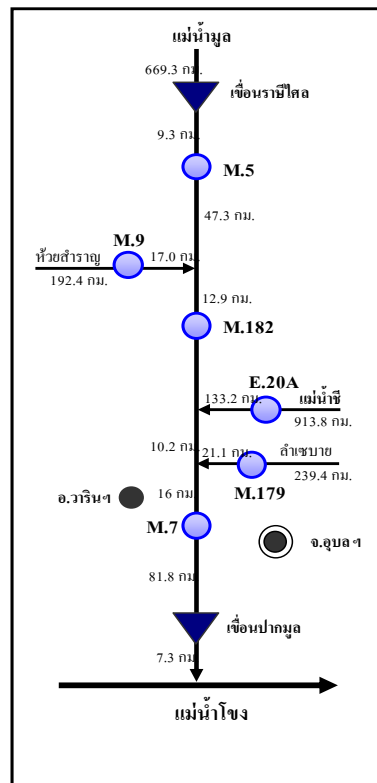 แม่น้ำมูล
669.3 กม.
เขื่อนราษีไศล
9.3 กม.
M.5
47.3 กม.
M.9
ห้วยสำราญ
17.0 กม.
192.4 กม.
12.9 กม.
M.182
E.20A
133.2 กม.
แม่น้ำชี
913.8 กม.
10.2 กม.
21.1 กม.
ลำเซบาย
239.4 กม.
M.179
อ.วารินฯ
16 กม.
M.7
จ.อุบลฯ
81.8 กม.
เขื่อนปากมูล
7.3 กม.
แม่น้ำโขง